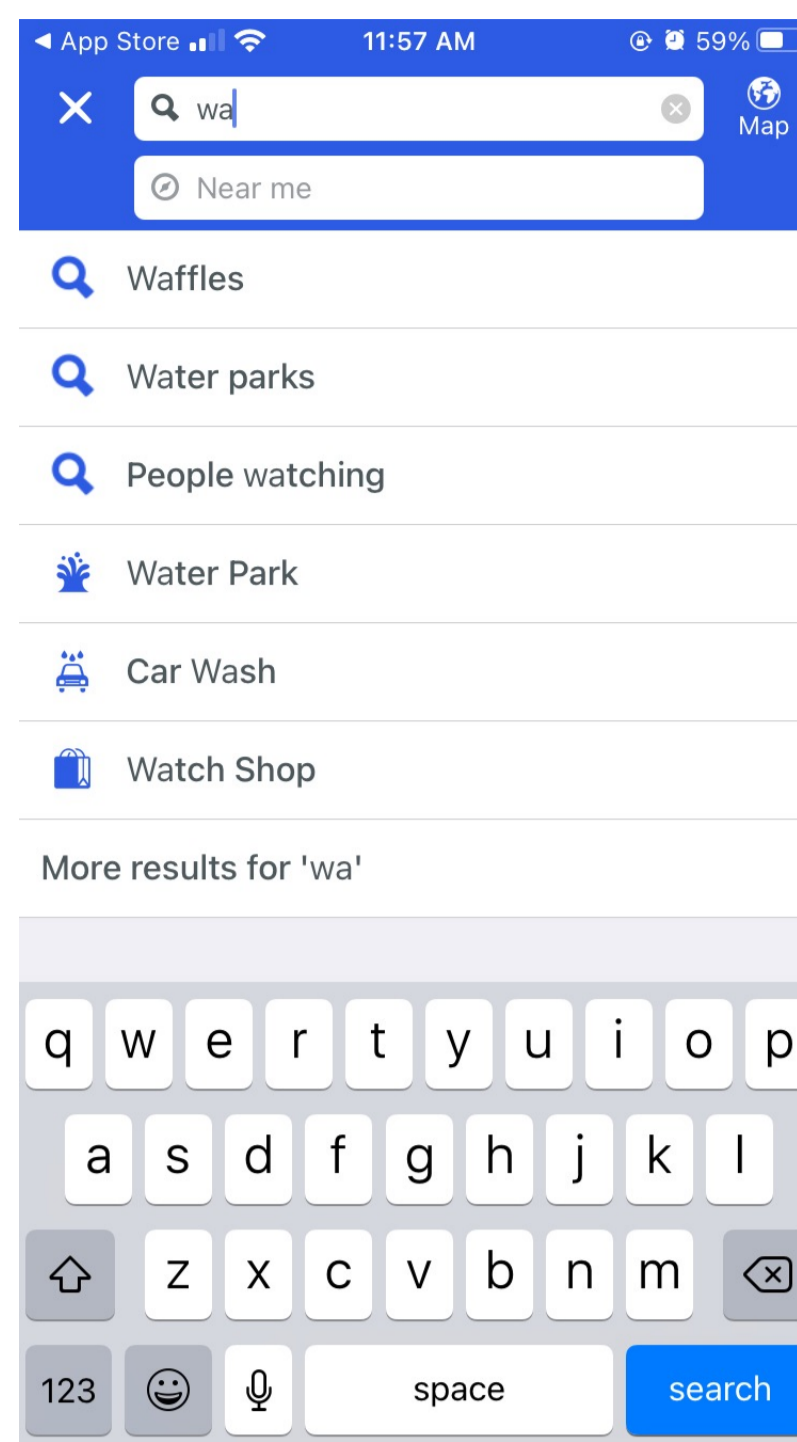 App Store 11:57 AM 59%
wa Map
Near me
Waffles
Water parks
People watching
Water Park
Car Wash
Watch Shop
More results for 'wa'
q w e r t y u i o p
a s d f g h j k l
z x c v b n m
123 space search